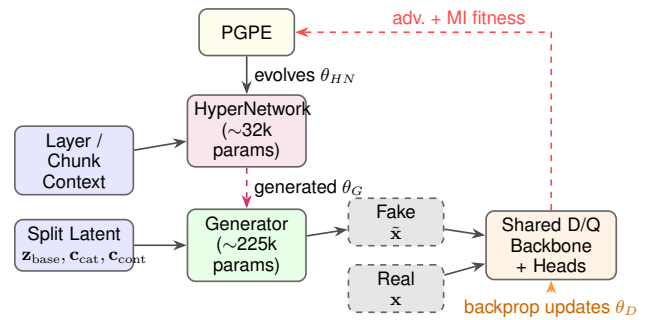 PGPE
adv. + MI fitness
evolves θ_HN
HyperNetwork
(∼32k
params)
Layer /
Chunk
Context
generated θ_G
Split Latent
z_base, c_cat, c_cont
Generator
(∼225k
params)
Fake
x̃
Real
x
Shared D/Q
Backbone
+ Heads
backprop updates θ_D